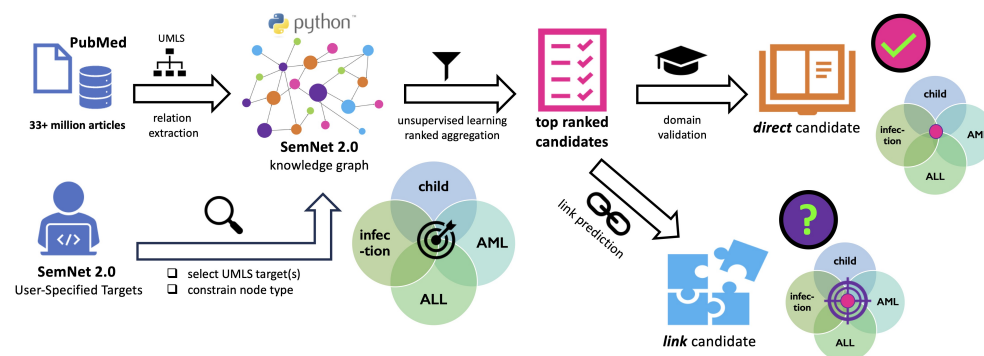 PubMed
33+ million articles
UMLS
relation
extraction
python™
SemNet 2.0
knowledge graph
unsupervised learning
ranked aggregation
top ranked
candidates
domain
validation
direct candidate
child
infec-
tion
AML
ALL
</>
SemNet 2.0
User-Specified Targets
select UMLS target(s)
constrain node type
child
infec
-tion
AML
ALL
link prediction
link candidate
?
child
infec-
tion
AML
ALL